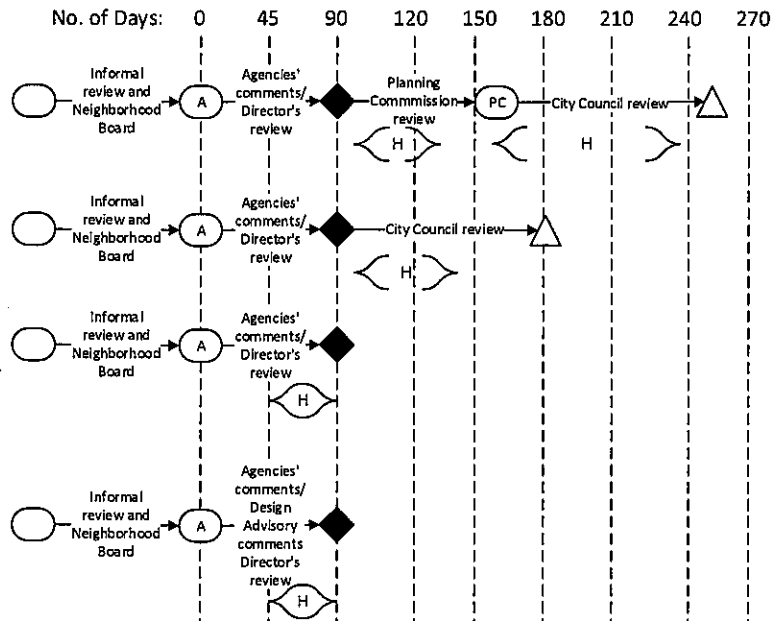 No. of Days: 0 45 90 120 150 180 210 240 270
Informal
review and
Neighborhood
Board
A
Agencies'
comments/
Director's
review
Planning
Commmission
review
PC
City Council review
H
H
Informal
review and
Neighborhood
Board
A
Agencies'
comments/
Director's
review
City Council review
H
Informal
review and
Neighborhood
Board
A
Agencies'
comments/
Director's
review
H
Informal
review and
Neighborhood
Board
A
Agencies'
comments/
Design
Advisory
comments
Director's
review
H